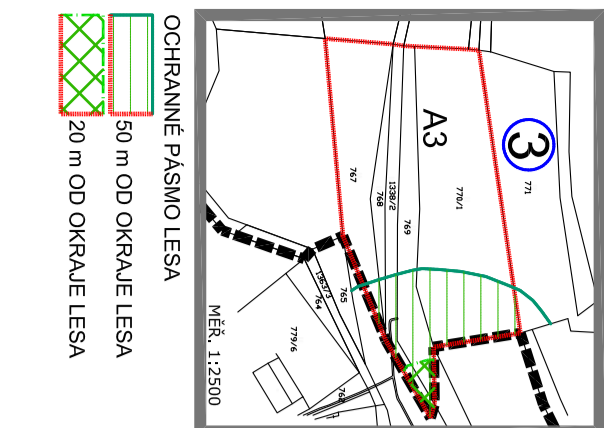 OCHRANNÉ PÁSMO LESA
50 m OD OKRAJE LESA
20 m OD OKRAJE LESA
3
A3
771
770/1
769
1338/2
768
767
765
1363/3
764
779/6
MĚŘ. 1:2500